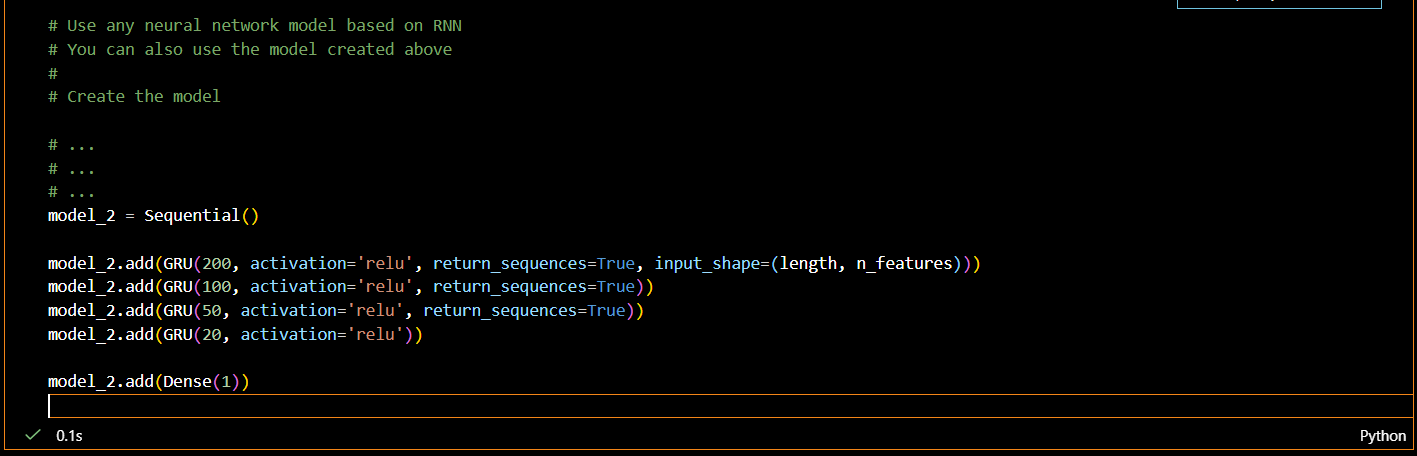 # Use any neural network model based on RNN
# You can also use the model created above
#
# Create the model
# ...
# ...
# ...
model_2 = Sequential()
model_2.add(GRU(200, activation='relu', return_sequences=True, input_shape=(length, n_features)))
model_2.add(GRU(100, activation='relu', return_sequences=True))
model_2.add(GRU(50, activation='relu', return_sequences=True))
model_2.add(GRU(20, activation='relu'))
model_2.add(Dense(1))
0.1s
Python